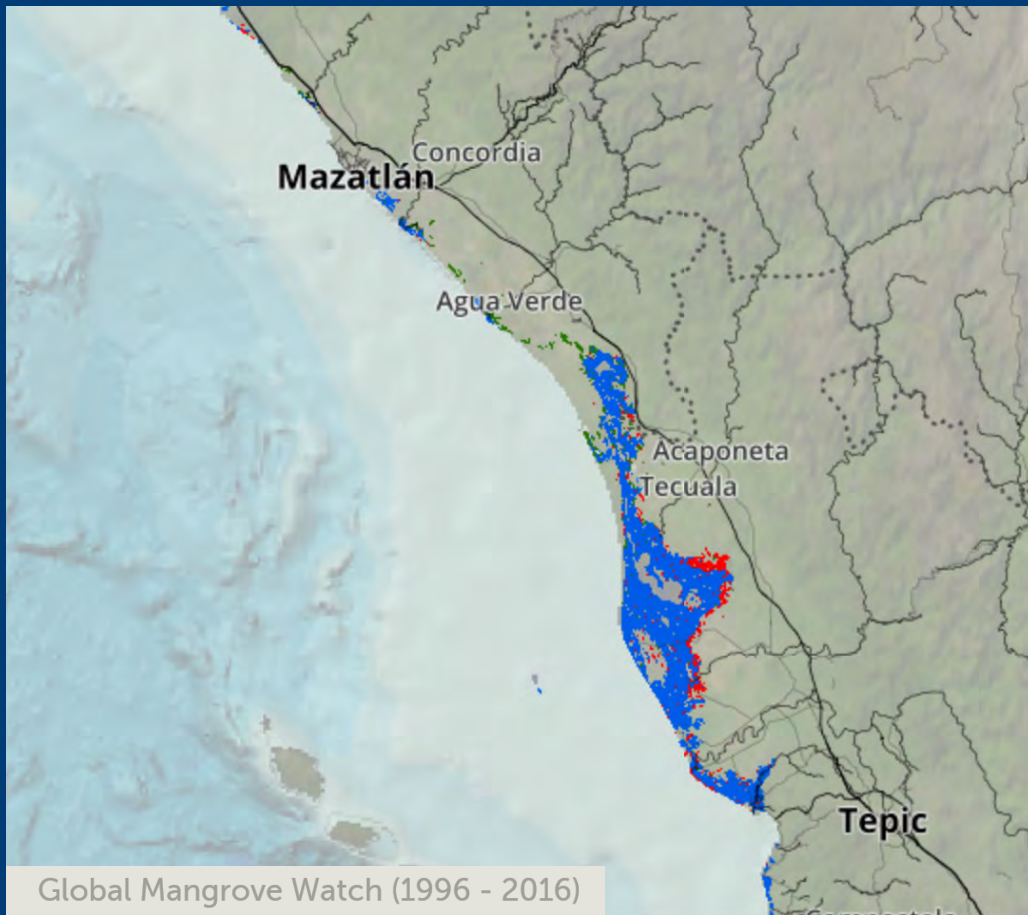 Concordia
Mazatlán
Agua Verde
Acaponeta
Tecuala
Tepic
Global Mangrove Watch (1996 - 2016)